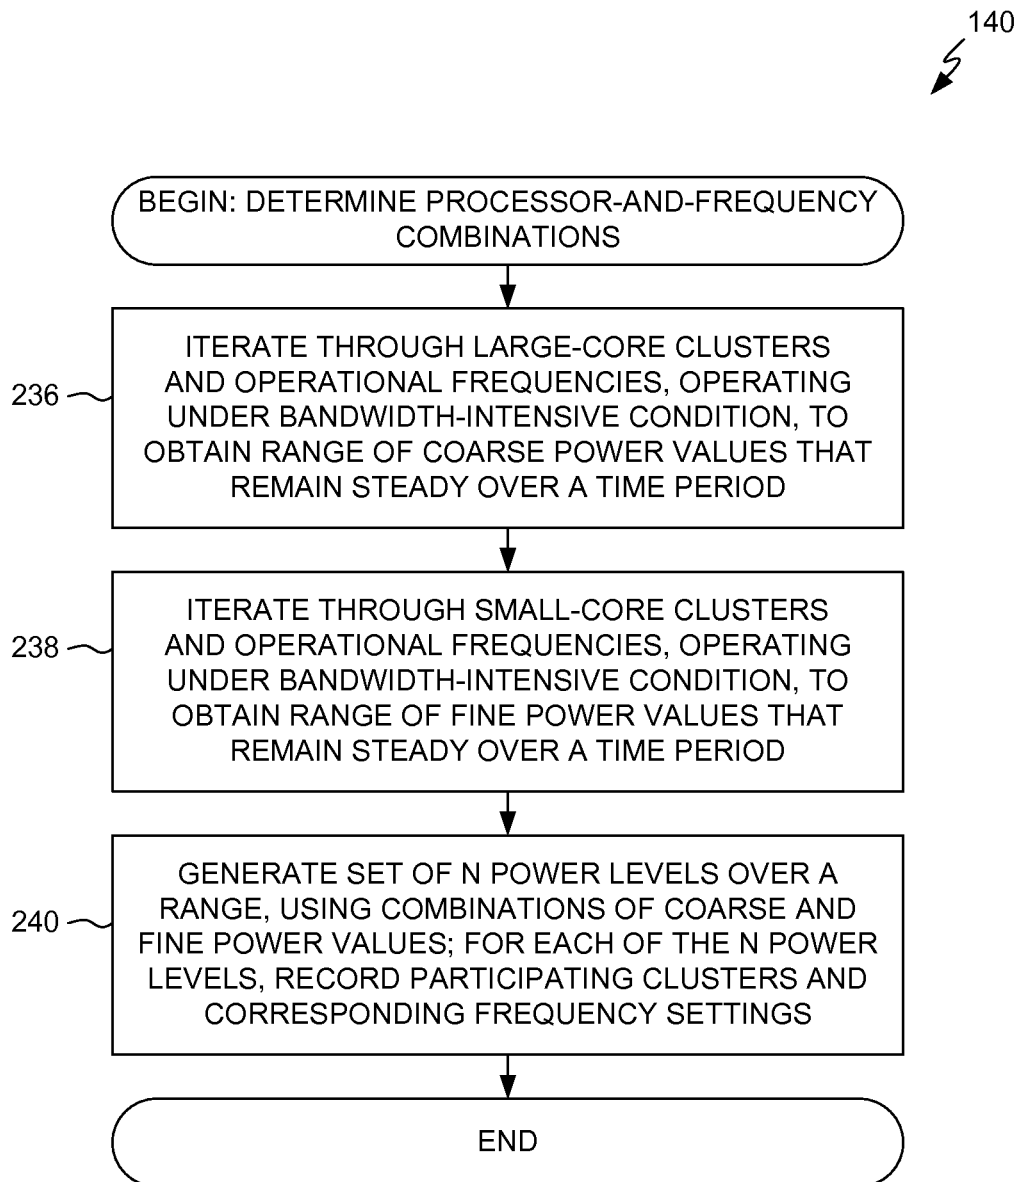 140
BEGIN: DETERMINE PROCESSOR-AND-FREQUENCY
COMBINATIONS
236
ITERATE THROUGH LARGE-CORE CLUSTERS
AND OPERATIONAL FREQUENCIES, OPERATING
UNDER BANDWIDTH-INTENSIVE CONDITION, TO
OBTAIN RANGE OF COARSE POWER VALUES THAT
REMAIN STEADY OVER A TIME PERIOD
238
ITERATE THROUGH SMALL-CORE CLUSTERS
AND OPERATIONAL FREQUENCIES, OPERATING
UNDER BANDWIDTH-INTENSIVE CONDITION, TO
OBTAIN RANGE OF FINE POWER VALUES THAT
REMAIN STEADY OVER A TIME PERIOD
240
GENERATE SET OF N POWER LEVELS OVER A
RANGE, USING COMBINATIONS OF COARSE AND
FINE POWER VALUES; FOR EACH OF THE N POWER
LEVELS, RECORD PARTICIPATING CLUSTERS AND
CORRESPONDING FREQUENCY SETTINGS
END